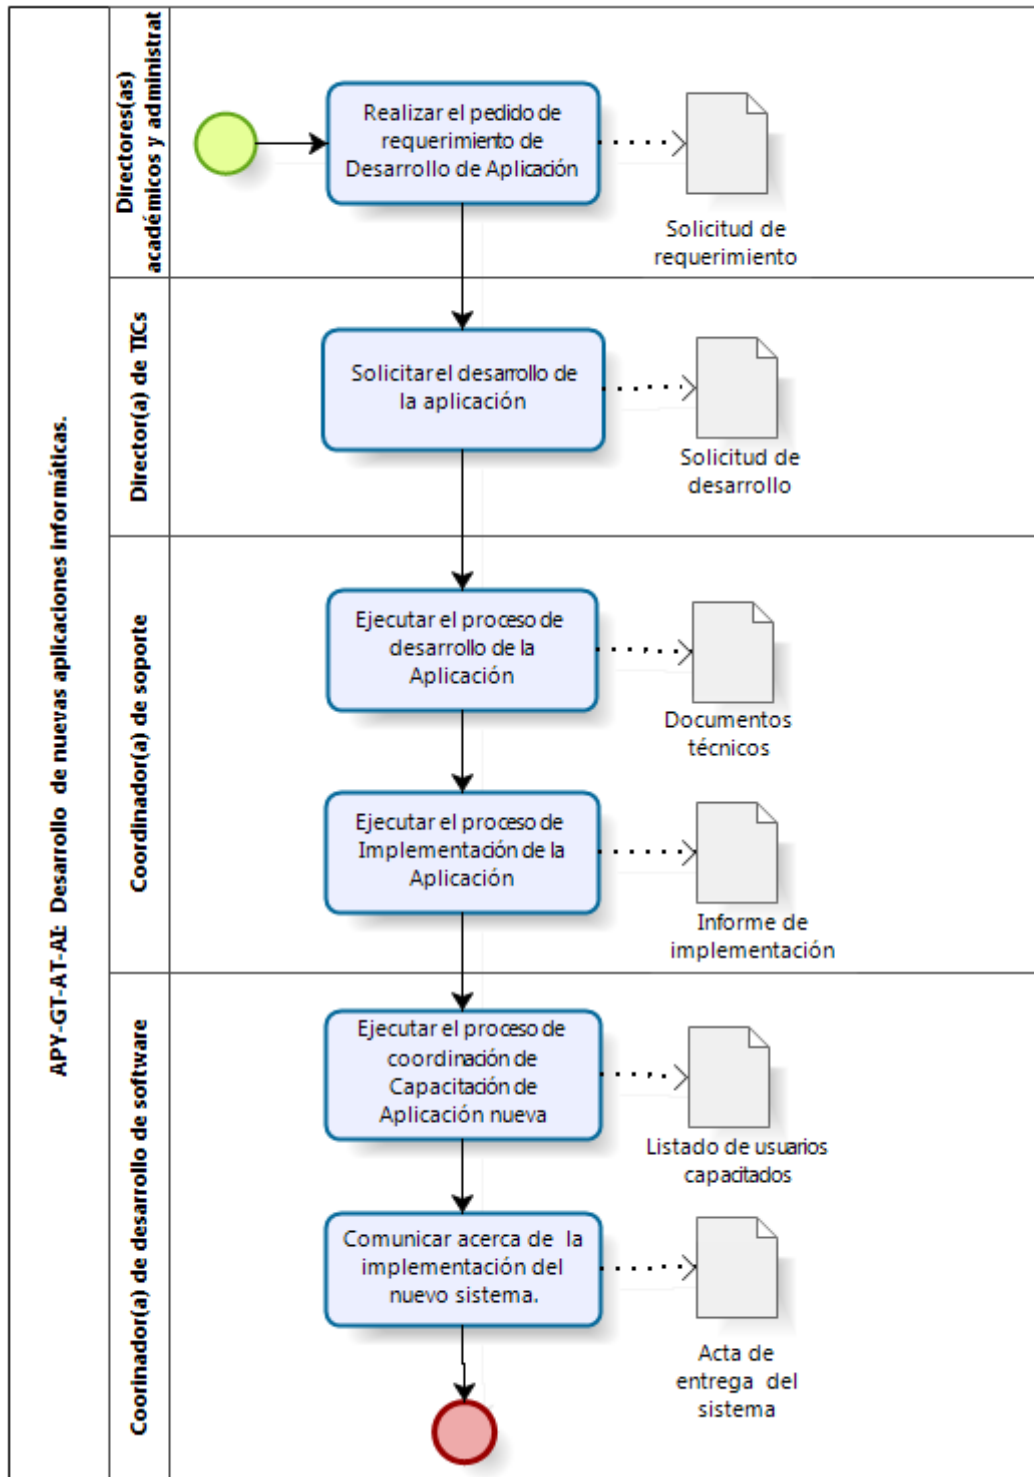 APY-GT-AT-AI: Desarrollo de nuevas aplicaciones informáticas.
Directores(as)
académicos y administrat
Realizar el pedido de
requerimiento de
Desarrollo de Aplicación
Solicitud de
requerimiento
Director(a) de TICs
Solicitar el desarrollo de
la aplicación
Solicitud de
desarrollo
Coordinador(a) de soporte
Ejecutar el proceso de
desarrollo de la
Aplicación
Documentos
técnicos
Ejecutar el proceso de
Implementación de la
Aplicación
Informe de
implementación
Coorinador(a) de desarrollo de software
Ejecutar el proceso de
coordinación de
Capacitación de
Aplicación nueva
Listado de usuarios
capacitados
Comunicar acerca de la
implementación del
nuevo sistema.
Acta de
entrega del
sistema